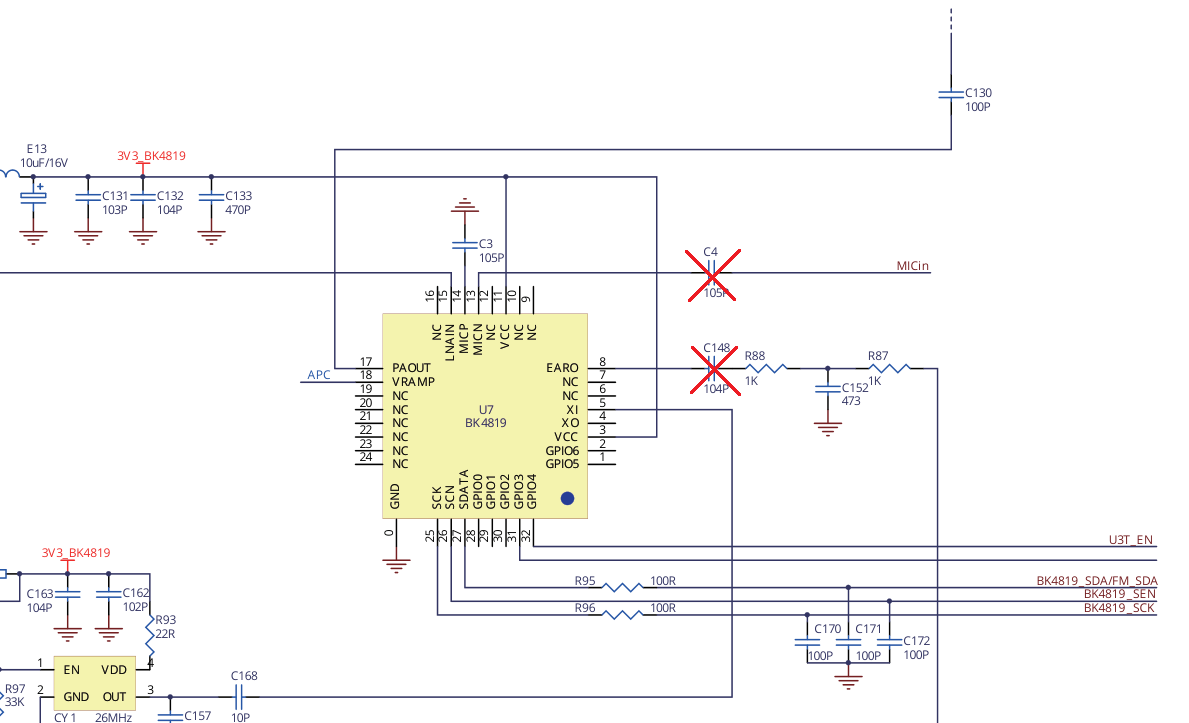 C130
100P
E13
10uF/16V
3V3_BK4819
C131
103P
C132
104P
C133
470P
C3
105P
C4
105P
MICin
16
15
14
13
12
11
10
9
NC
LNAIN
MICP
MICN
NC
VCC
NC
NC
C148
104P
R88
1K
C152
473
R87
1K
APC
17
18
19
20
21
22
23
24
PAOUT
VRAMP
NC
NC
NC
NC
NC
NC
U7
BK4819
EARO
NC
NC
XI
XO
VCC
GPIO6
GPIO5
8
7
6
5
4
3
2
1
GND
SCK
SCN
SDATA
GPIO0
GPIO1
GPIO2
GPIO3
GPIO4
0
25
26
27
28
29
30
31
32
U3T_EN
R95
100R
BK4819_SDA/FM_SDA
BK4819_SEN
R96
100R
BK4819_SCK
C170
100P
C171
100P
C172
100P
3V3_BK4819
C163
104P
C162
102P
R93
22R
1
EN
VDD
4
2
GND
OUT
3
CY1
26MHz
R97
33K
C168
10P
C157